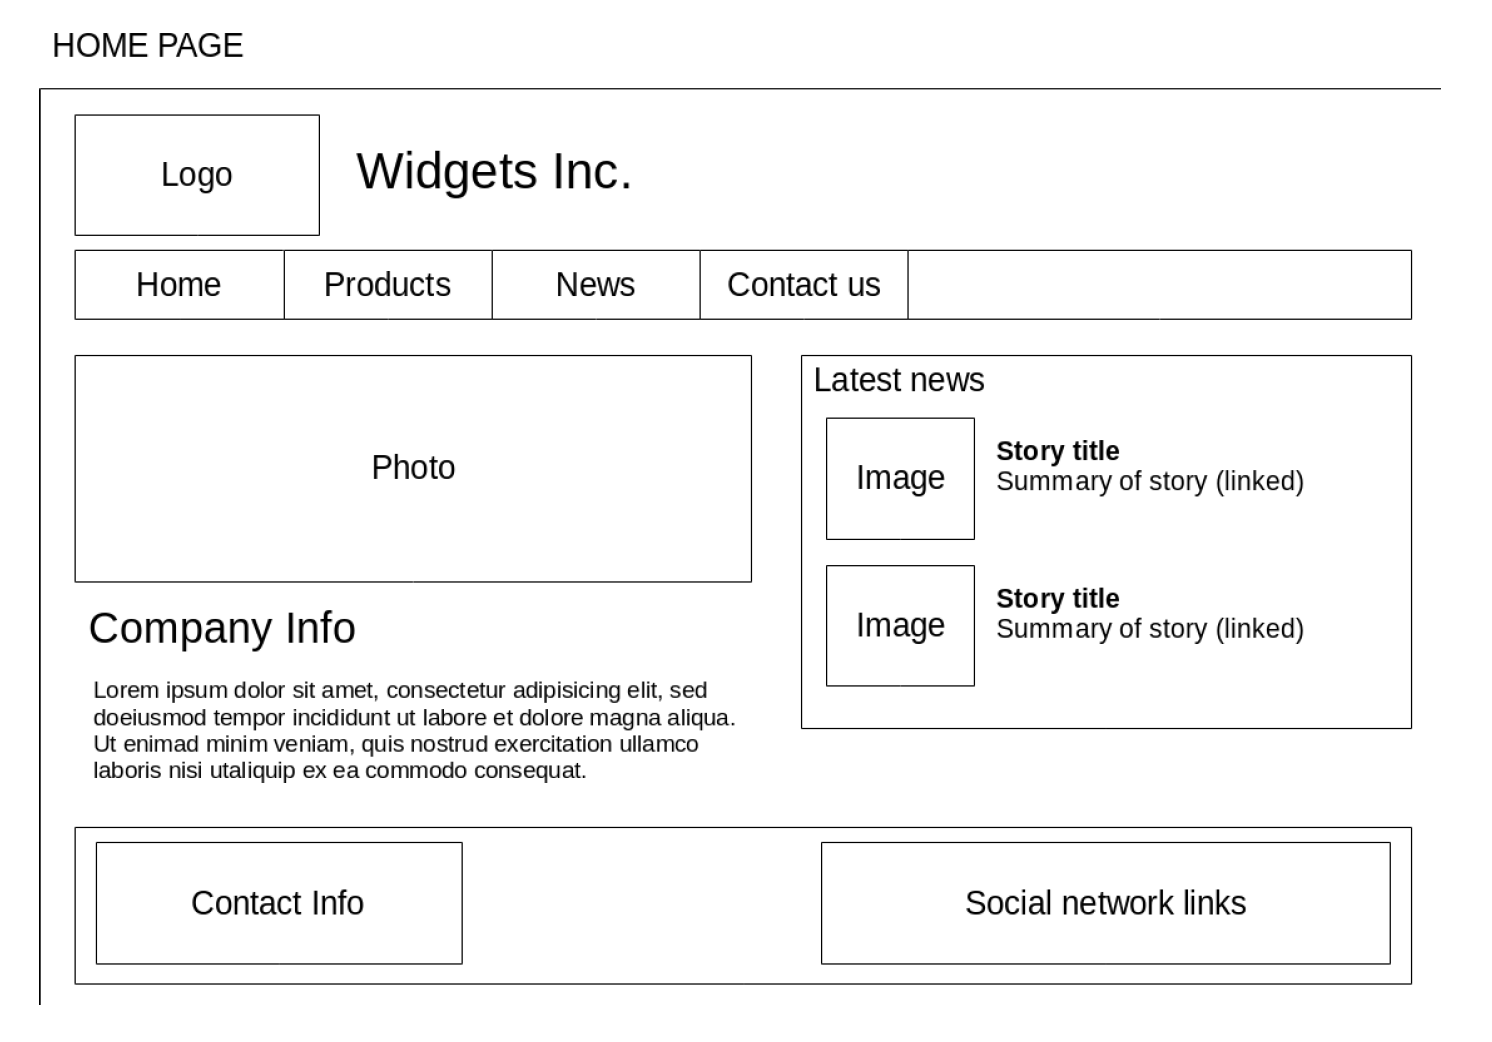 HOME PAGE
Logo
Widgets Inc.
Home
Products
News
Contact us
Photo
Company Info
Lorem ipsum dolor sit amet, consectetur adipisicing elit, sed
doeiusmod tempor incididunt ut labore et dolore magna aliqua.
Ut enimad minim veniam, quis nostrud exercitation ullamco
laboris nisi utaliquip ex ea commodo consequat.
Latest news
Image
Story title
Summary of story (linked)
Image
Story title
Summary of story (linked)
Contact Info
Social network links